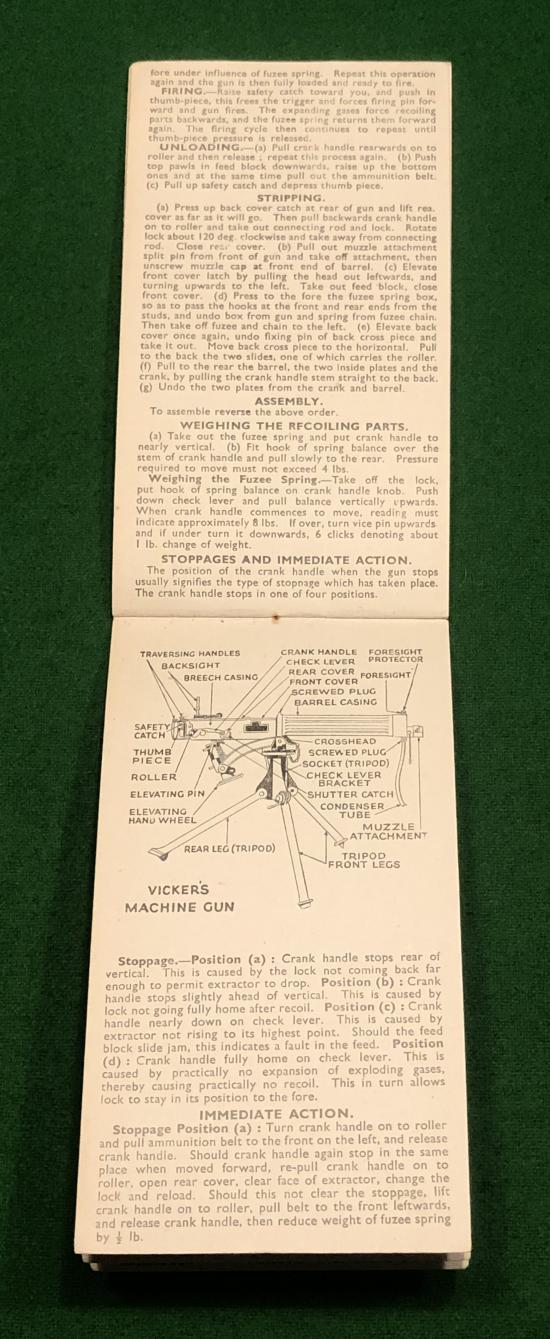 fore under influence of fuzee spring. Repeat this operation
again and the gun is then fully loaded and ready to fire.
FIRING.—Raise safety catch toward you, and push in
thumb-piece, this frees the trigger and forces firing pin for-
ward and gun fires. The expanding gases force recoiling
parts backwards, and the fuzee spring returns them forward
again. The firing cycle then continues to repeat until
thumb-piece pressure is released.
UNLOADING.—(a) Pull crank handle rearwards on to
roller and then release ; repeat this process again. (b) Push
top pawls in feed block downwards, raise up the bottom
ones and at the same time pull out the ammunition belt.
(c) Pull up safety catch and depress thumb piece.
STRIPPING.
(a) Press up back cover catch at rear of gun and lift rea.
cover as far as it will go. Then pull backwards crank handle
on to roller and take out connecting rod and lock. Rotate
lock about 120 deg. clockwise and take away from connecting
rod. Close rear cover. (b) Pull out muzzle attachment
split pin from front of gun and take off attachment, then
unscrew muzzle cap at front end of barrel. (c) Elevate
front cover latch by pulling the head out leftwards, and
turning upwards to the left. Take out feed block, close
front cover. (d) Press to the fore the fuzee spring box,
so as to pass the hooks at the front and rear ends from the
studs, and undo box from gun and spring from fuzee chain.
Then take off fuzee and chain to the left. (e) Elevate back
cover once again, undo fixing pin of back cross piece and
take it out. Move back cross piece to the horizontal. Pull
to the back the two slides, one of which carries the roller.
(f) Pull to the rear the barrel, the two inside plates and the
crank, by pulling the crank handle stem straight to the back.
(g) Undo the two plates from the crank and barrel.
ASSEMBLY.
To assemble reverse the above order.
WEIGHING THE RECOILING PARTS.
(a) Take out the fuzee spring and put crank handle to
nearly vertical. (b) Fit hook of spring balance over the
stem of crank handle and pull slowly to the rear. Pressure
required to move must not exceed 4 lbs.
Weighing the Fuzee Spring.—Take off the lock,
put hook of spring balance on crank handle knob. Push
down check lever and pull balance vertically upwards.
When crank handle commences to move, reading must
indicate approximately 8 lbs. If over, turn vice pin upwards
and if under turn it downwards, 6 clicks denoting about
1 lb. change of weight.
STOPPAGES AND IMMEDIATE ACTION.
The position of the crank handle when the gun stops
usually signifies the type of stoppage which has taken place.
The crank handle stops in one of four positions.
TRAVERSING HANDLES
BACKSIGHT
BREECH CASING
CRANK HANDLE
CHECK LEVER
REAR COVER
FRONT COVER
SCREWED PLUG
BARREL CASING
FORESIGHT
PROTECTOR
FORESIGHT
SAFETY
CATCH
THUMB
PIECE
ROLLER
ELEVATING PIN
ELEVATING
HAND WHEEL
REAR LEG (TRIPOD)
CROSSHEAD
SCREWED PLUG
SOCKET (TRIPOD)
CHECK LEVER
BRACKET
SHUTTER CATCH
CONDENSER
TUBE
MUZZLE
ATTACHMENT
TRIPOD
FRONT LEGS
VICKER'S
MACHINE GUN
Stoppage.—Position (a) : Crank handle stops rear of
vertical. This is caused by the lock not coming back far
enough to permit extractor to drop. Position (b) : Crank
handle stops slightly ahead of vertical. This is caused by
lock not going fully home after recoil. Position (c) : Crank
handle nearly down on check lever. This is caused by
extractor not rising to its highest point. Should the feed
block slide jam, this indicates a fault in the feed. Position
(d) : Crank handle fully home on check lever. This is
caused by practically no expansion of exploding gases,
thereby causing practically no recoil. This in turn allows
lock to stay in its position to the fore.
IMMEDIATE ACTION.
Stoppage Position (a) : Turn crank handle on to roller
and pull ammunition belt to the front on the left, and release
crank handle. Should crank handle again stop in the same
place when moved forward, re-pull crank handle on to
roller, open rear cover, clear face of extractor, change the
lock and reload. Should this not clear the stoppage, lift
crank handle on to roller, pull belt to the front leftwards,
and release crank handle, then reduce weight of fuzee spring
by ½ lb.